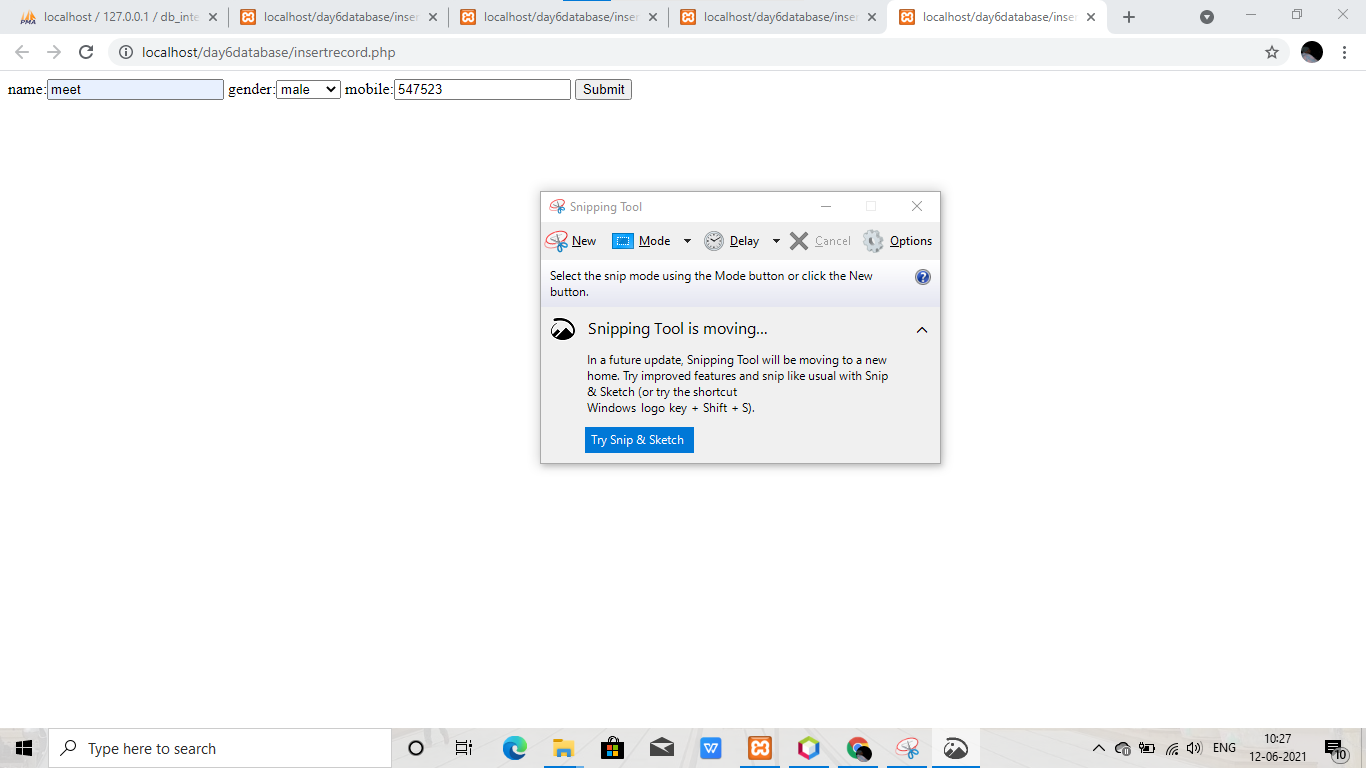 localhost / 127.0.0.1 / db_inte
localhost/day6database/inser
localhost/day6database/inser
localhost/day6database/inser
localhost/day6database/inser
localhost/day6database/insertrecord.php
name: meet gender: male mobile: 547523 Submit
Snipping Tool
New Mode Delay Cancel Options
Select the snip mode using the Mode button or click the New
button.
Snipping Tool is moving...
In a future update, Snipping Tool will be moving to a new
home. Try improved features and snip like usual with Snip
& Sketch (or try the shortcut
Windows logo key + Shift + S).
Try Snip & Sketch
Type here to search
ENG
10:27
12-06-2021
10